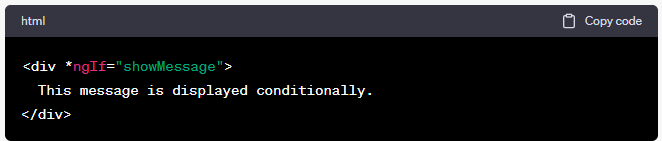 html Copy code
<div *ngIf="showMessage">
This message is displayed conditionally.
</div>